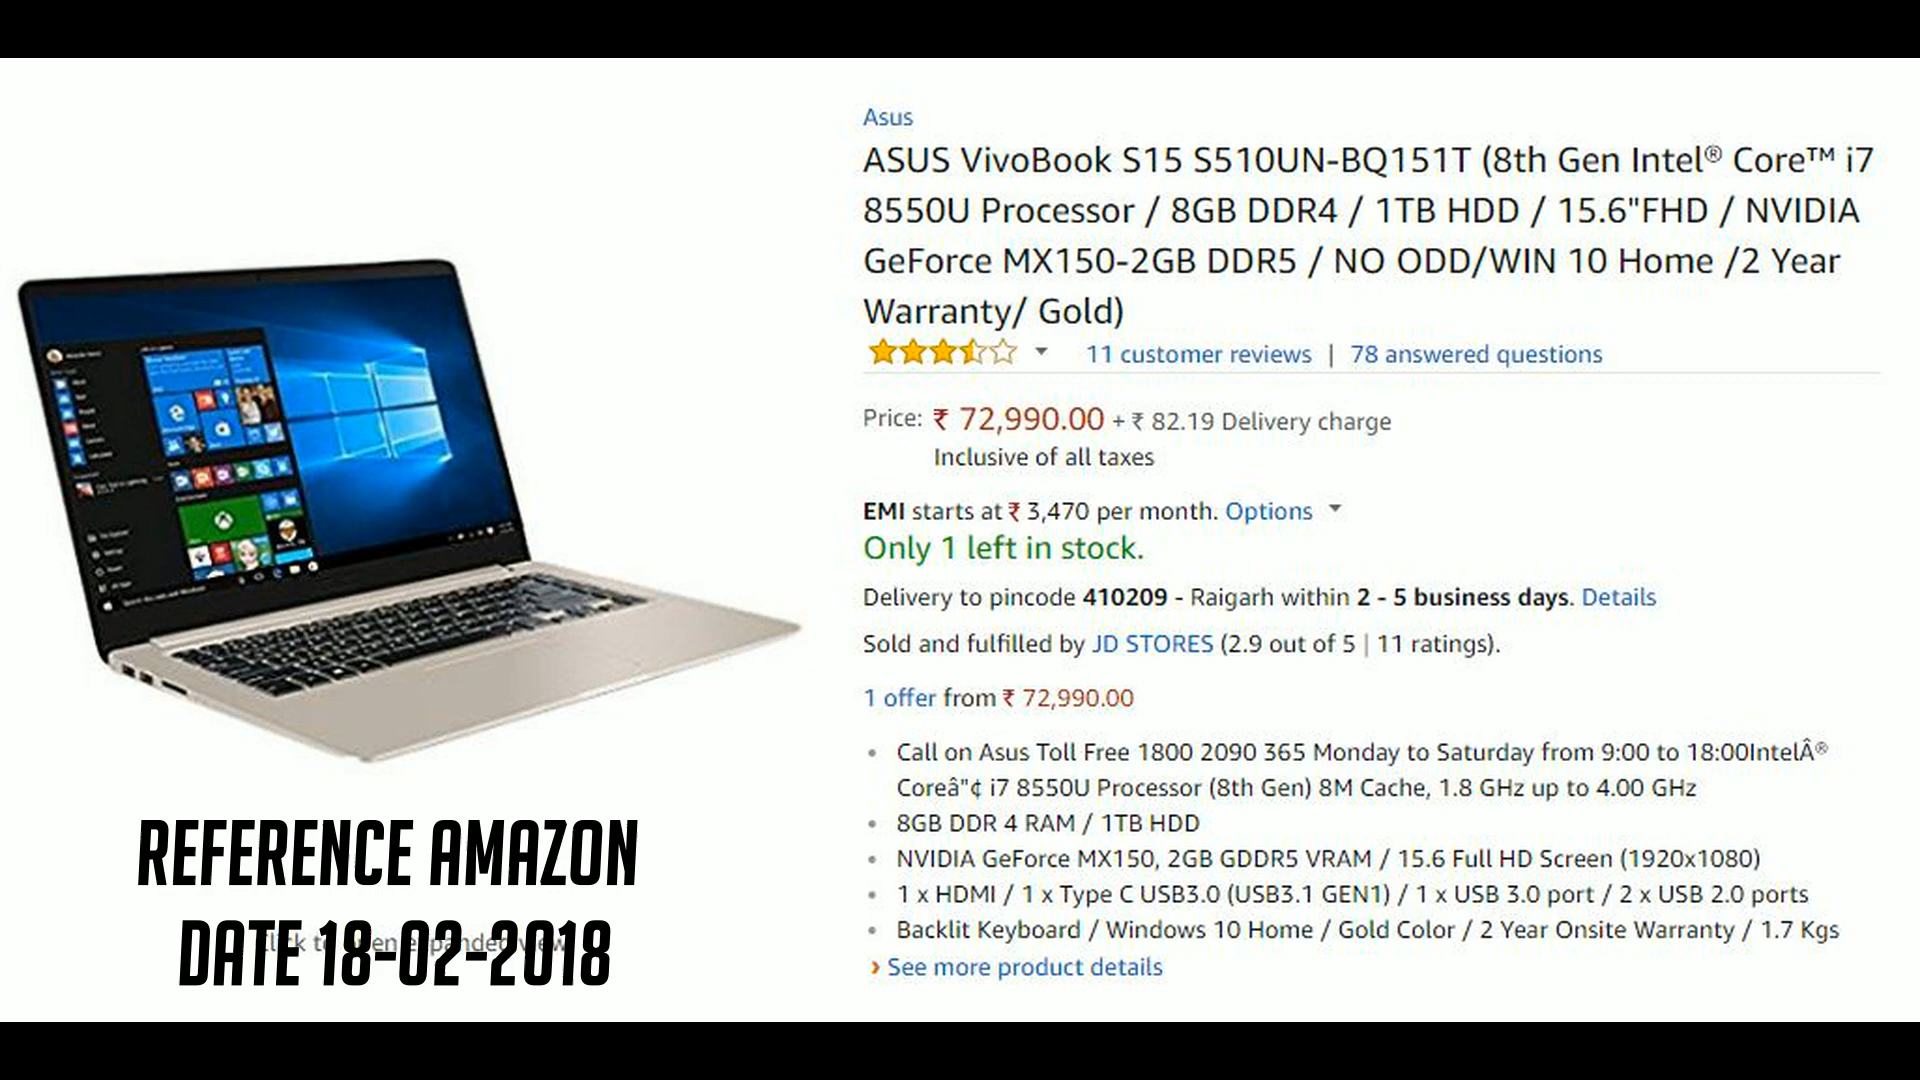 Asus
ASUS VivoBook S15 S510UN-BQ151T (8th Gen Intel® Core™ i7
8550U Processor / 8GB DDR4 / 1TB HDD / 15.6"FHD / NVIDIA
GeForce MX150-2GB DDR5 / NO ODD/WIN 10 Home /2 Year
Warranty/ Gold)
11 customer reviews | 78 answered questions
Price: ₹ 72,990.00 + ₹ 82.19 Delivery charge
Inclusive of all taxes
EMI starts at ₹ 3,470 per month. Options
Only 1 left in stock.
Delivery to pincode 410209 - Raigarh within 2 - 5 business days. Details
Sold and fulfilled by JD STORES (2.9 out of 5 | 11 ratings).
1 offer from ₹ 72,990.00
• Call on Asus Toll Free 1800 2090 365 Monday to Saturday from 9:00 to 18:00IntelÂ®
Coreâ"¢ i7 8550U Processor (8th Gen) 8M Cache, 1.8 GHz up to 4.00 GHz
• 8GB DDR 4 RAM / 1TB HDD
• NVIDIA GeForce MX150, 2GB GDDR5 VRAM / 15.6 Full HD Screen (1920x1080)
• 1 x HDMI / 1 x Type C USB3.0 (USB3.1 GEN1) / 1 x USB 3.0 port / 2 x USB 2.0 ports
• Backlit Keyboard / Windows 10 Home / Gold Color / 2 Year Onsite Warranty / 1.7 Kgs
› See more product details
REFERENCE AMAZON
DATE 18-02-2018